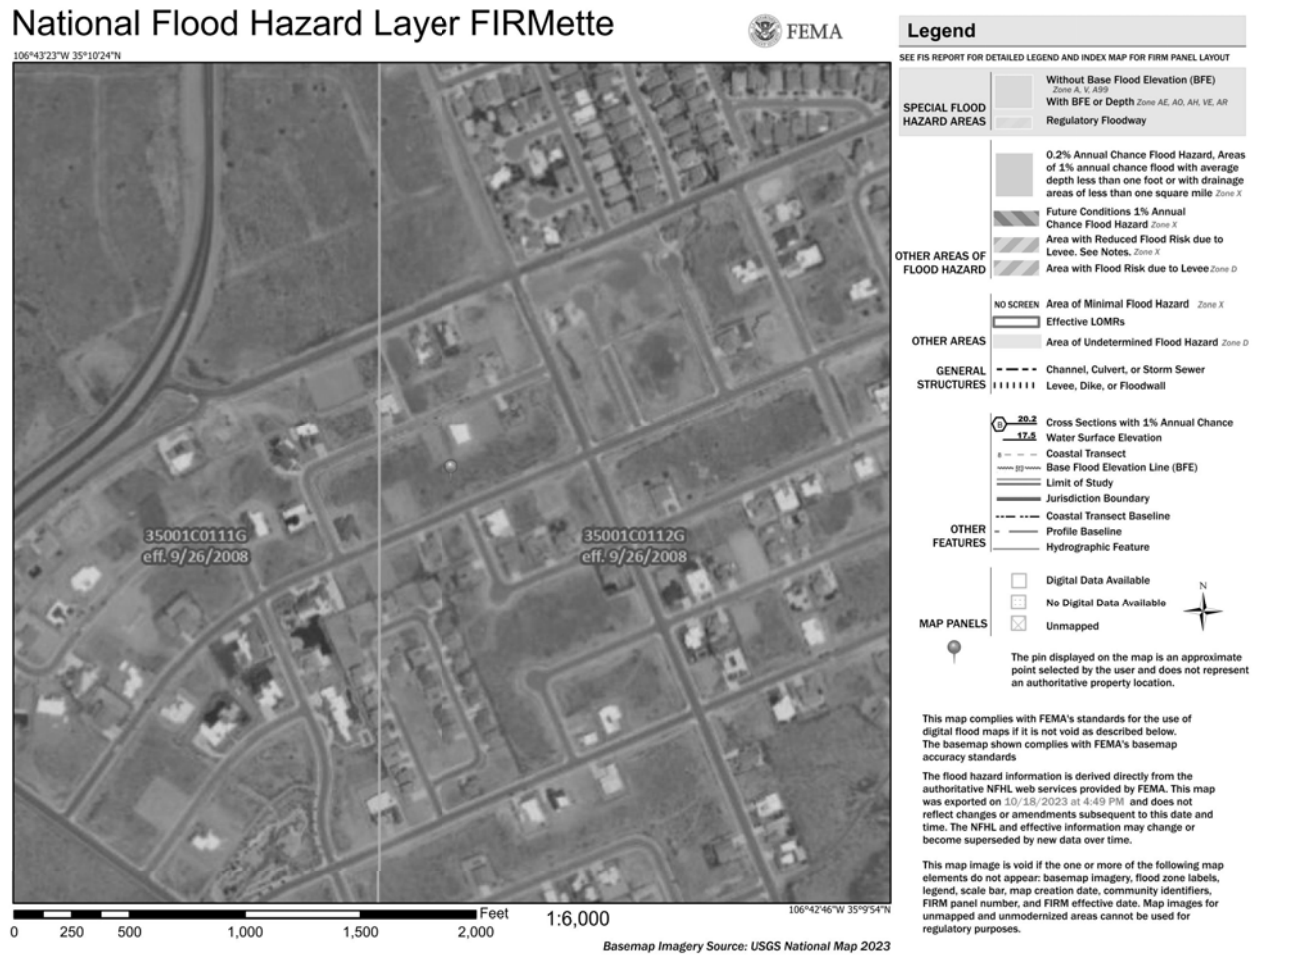 National Flood Hazard Layer FIRMette
FEMA
106°43'23"W 35°10'24"N
35001C0111G
eff. 9/26/2008
35001C0112G
eff. 9/26/2008
106°42'46"W 35°9'54"N
Feet
1:6,000
0 250 500 1,000 1,500 2,000
Basemap Imagery Source: USGS National Map 2023
Legend
SEE FIS REPORT FOR DETAILED LEGEND AND INDEX MAP FOR FIRM PANEL LAYOUT
SPECIAL FLOOD
HAZARD AREAS
Without Base Flood Elevation (BFE)
Zone A, V, A99
With BFE or Depth Zone AE, AO, AH, VE, AR
Regulatory Floodway
OTHER AREAS OF
FLOOD HAZARD
0.2% Annual Chance Flood Hazard, Areas
of 1% annual chance flood with average
depth less than one foot or with drainage
areas of less than one square mile Zone X
Future Conditions 1% Annual
Chance Flood Hazard Zone X
Area with Reduced Flood Risk due to
Levee. See Notes. Zone X
Area with Flood Risk due to Levee Zone D
OTHER AREAS
NO SCREEN Area of Minimal Flood Hazard Zone X
Effective LOMRs
Area of Undetermined Flood Hazard Zone D
GENERAL
STRUCTURES
Channel, Culvert, or Storm Sewer
Levee, Dike, or Floodwall
OTHER
FEATURES
B 20.2 Cross Sections with 1% Annual Chance
17.5 Water Surface Elevation
8 Coastal Transect
513 Base Flood Elevation Line (BFE)
Limit of Study
Jurisdiction Boundary
Coastal Transect Baseline
Profile Baseline
Hydrographic Feature
MAP PANELS
Digital Data Available
No Digital Data Available
Unmapped
N
The pin displayed on the map is an approximate
point selected by the user and does not represent
an authoritative property location.
This map complies with FEMA's standards for the use of
digital flood maps if it is not void as described below.
The basemap shown complies with FEMA's basemap
accuracy standards
The flood hazard information is derived directly from the
authoritative NFHL web services provided by FEMA. This map
was exported on 10/18/2023 at 4:49 PM and does not
reflect changes or amendments subsequent to this date and
time. The NFHL and effective information may change or
become superseded by new data over time.
This map image is void if the one or more of the following map
elements do not appear: basemap imagery, flood zone labels,
legend, scale bar, map creation date, community identifiers,
FIRM panel number, and FIRM effective date. Map images for
unmapped and unmodernized areas cannot be used for
regulatory purposes.